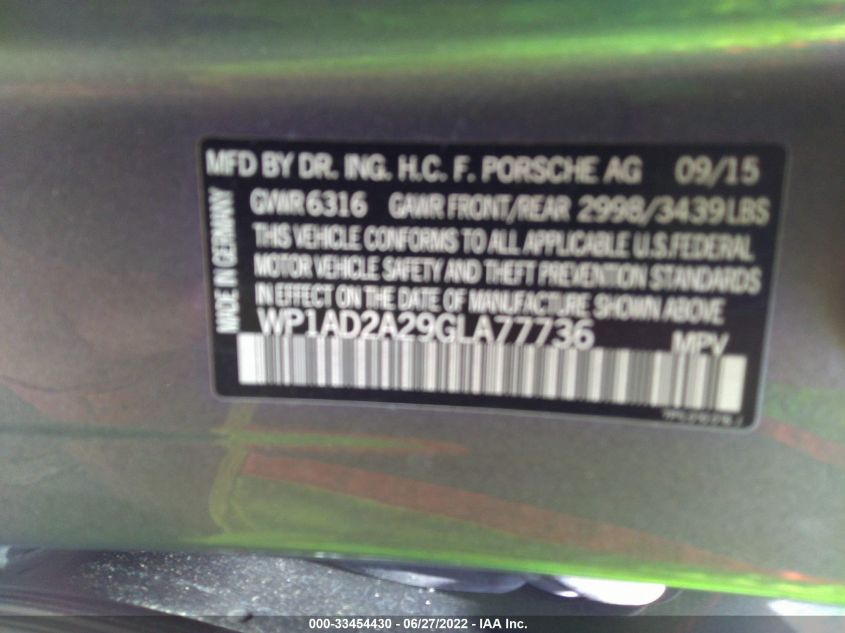 MFD BY DR. ING. H.C. F. PORSCHE AG 09/15
GVWR 6316 GAWR FRONT/REAR 2998/3439 LBS
THIS VEHICLE CONFORMS TO ALL APPLICABLE U.S. FEDERAL
MOTOR VEHICLE SAFETY AND THEFT PREVENTION STANDARDS
IN EFFECT ON THE DATE OF MANUFACTURE SHOWN ABOVE
WP1AD2A29GLA77736 MPV
MADE IN GERMANY
000-33454430 - 06/27/2022 - IAA Inc.